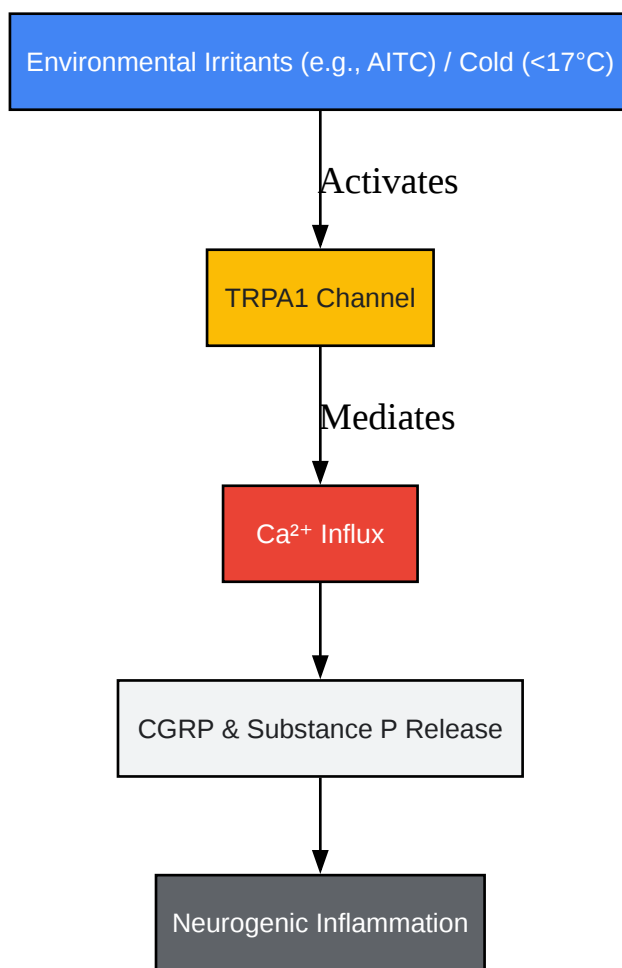 Environmental Irritants (e.g., AITC) / Cold (<17°C)
Activates
TRPA1 Channel
Mediates
Ca²⁺ Influx
CGRP & Substance P Release
Neurogenic Inflammation